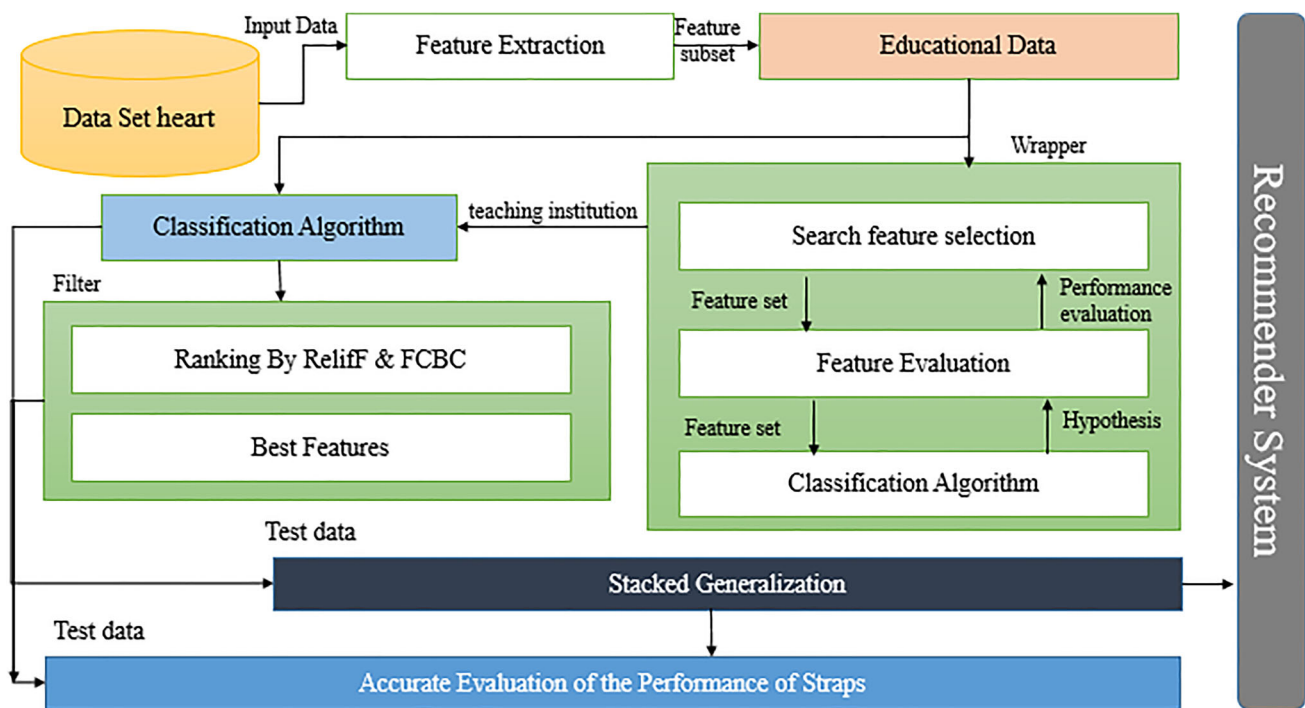 Input Data
Feature Extraction
Feature
subset
Educational Data
Data Set heart
Wrapper
Classification Algorithm
teaching institution
Search feature selection
Filter
Feature set
Performance
evaluation
Ranking By RelifF & FCBC
Feature Evaluation
Feature set
Hypothesis
Best Features
Classification Algorithm
Test data
Stacked Generalization
Test data
Accurate Evaluation of the Performance of Straps
Recommender System